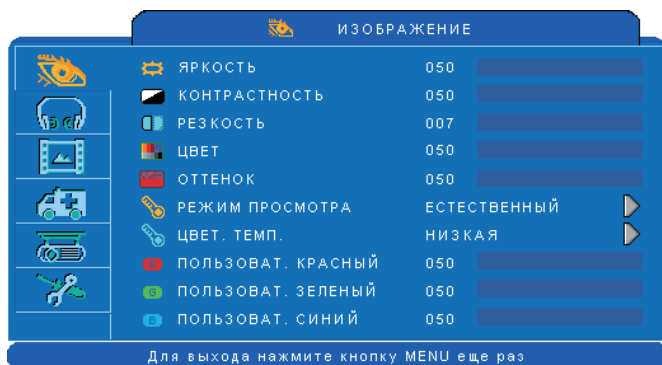 ИЗОБРАЖЕНИЕ
ЯРКОСТЬ 050
КОНТРАСТНОСТЬ 050
РЕЗКОСТЬ 007
ЦВЕТ 050
ОТТЕНОК 050
РЕЖИМ ПРОСМОТРА ЕСТЕСТВЕННЫЙ
ЦВЕТ. ТЕМП. НИЗКАЯ
R ПОЛЬЗОВАТ. КРАСНЫЙ 050
G ПОЛЬЗОВАТ. ЗЕЛЕНЫЙ 050
B ПОЛЬЗОВАТ. СИНИЙ 050
Для выхода нажмите кнопку MENU еще раз